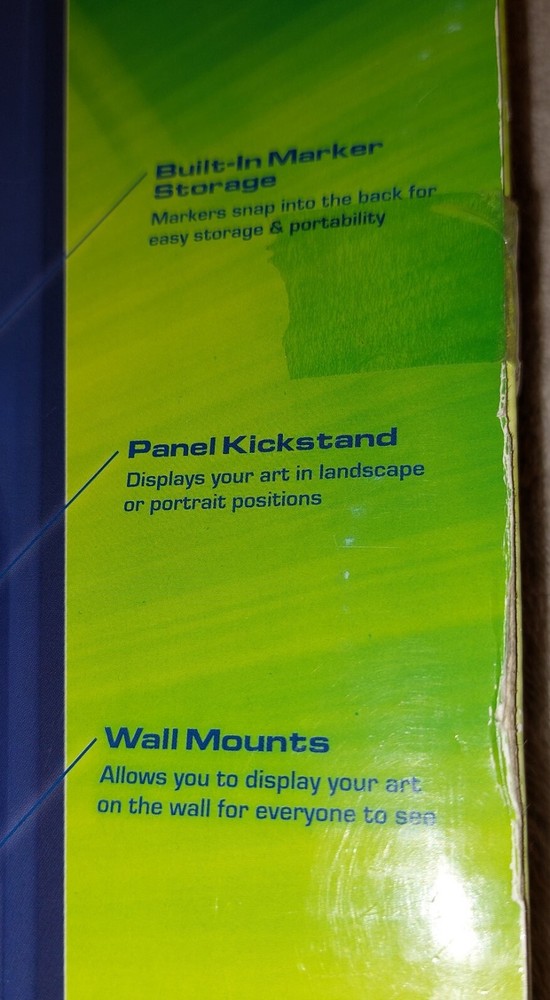 Built-In Marker
Storage
Markers snap into the back for
easy storage & portability
Panel Kickstand
Displays your art in landscape
or portrait positions
Wall Mounts
Allows you to display your art
on the wall for everyone to see